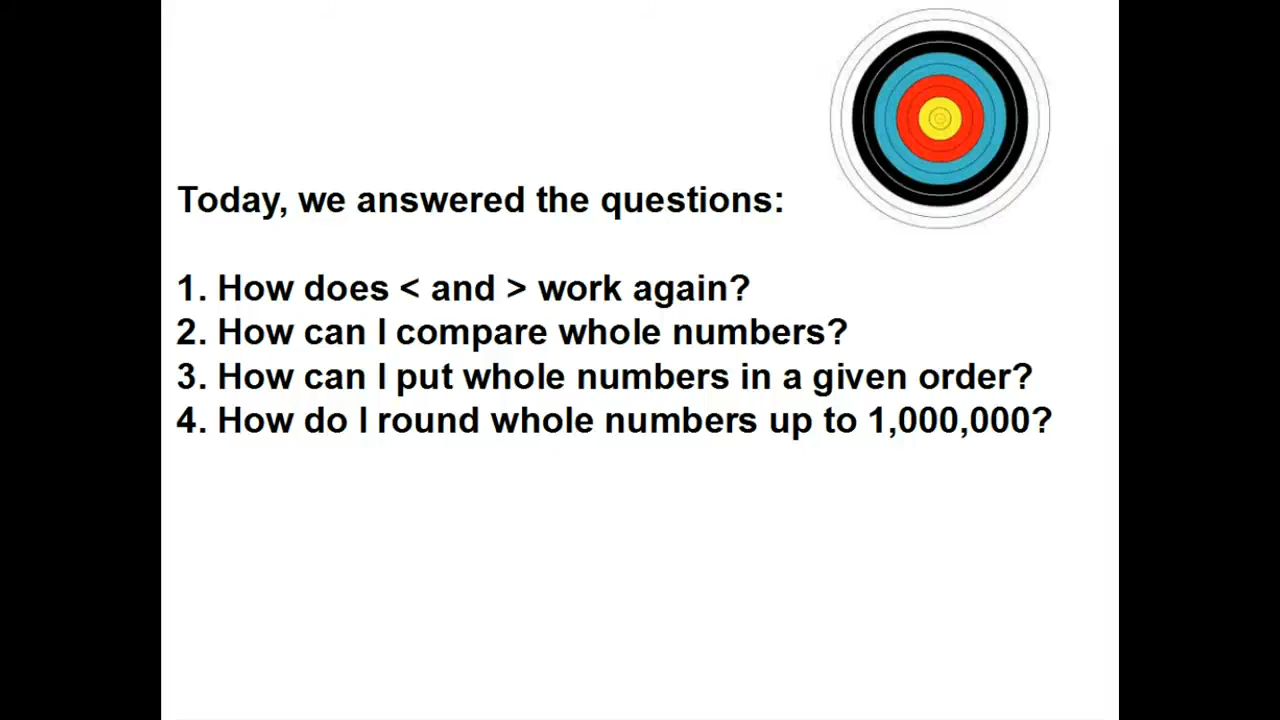 Today, we answered the questions:
1. How does < and > work again?
2. How can I compare whole numbers?
3. How can I put whole numbers in a given order?
4. How do I round whole numbers up to 1,000,000?